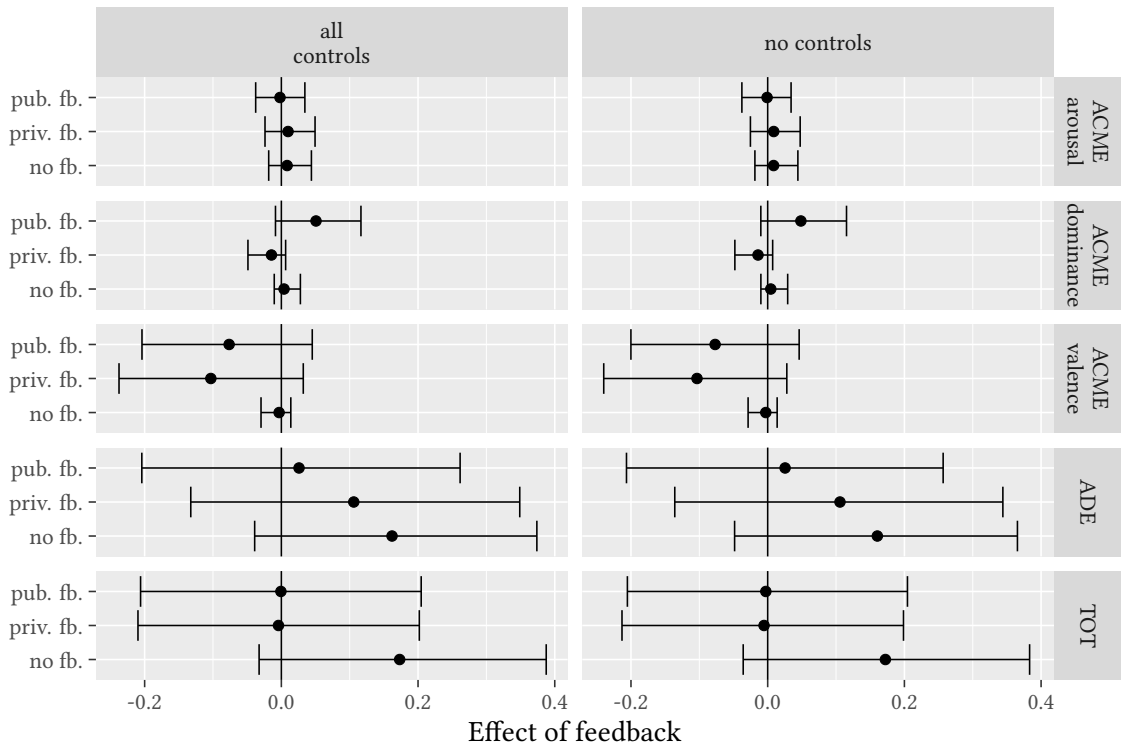 all
controls
no controls
pub. fb.
priv. fb.
no fb.
ACME
arousal
pub. fb.
priv. fb.
no fb.
ACME
dominance
pub. fb.
priv. fb.
no fb.
ACME
valence
pub. fb.
priv. fb.
no fb.
ADE
pub. fb.
priv. fb.
no fb.
TOT
-0.2 0.0 0.2 0.4 -0.2 0.0 0.2 0.4
Effect of feedback